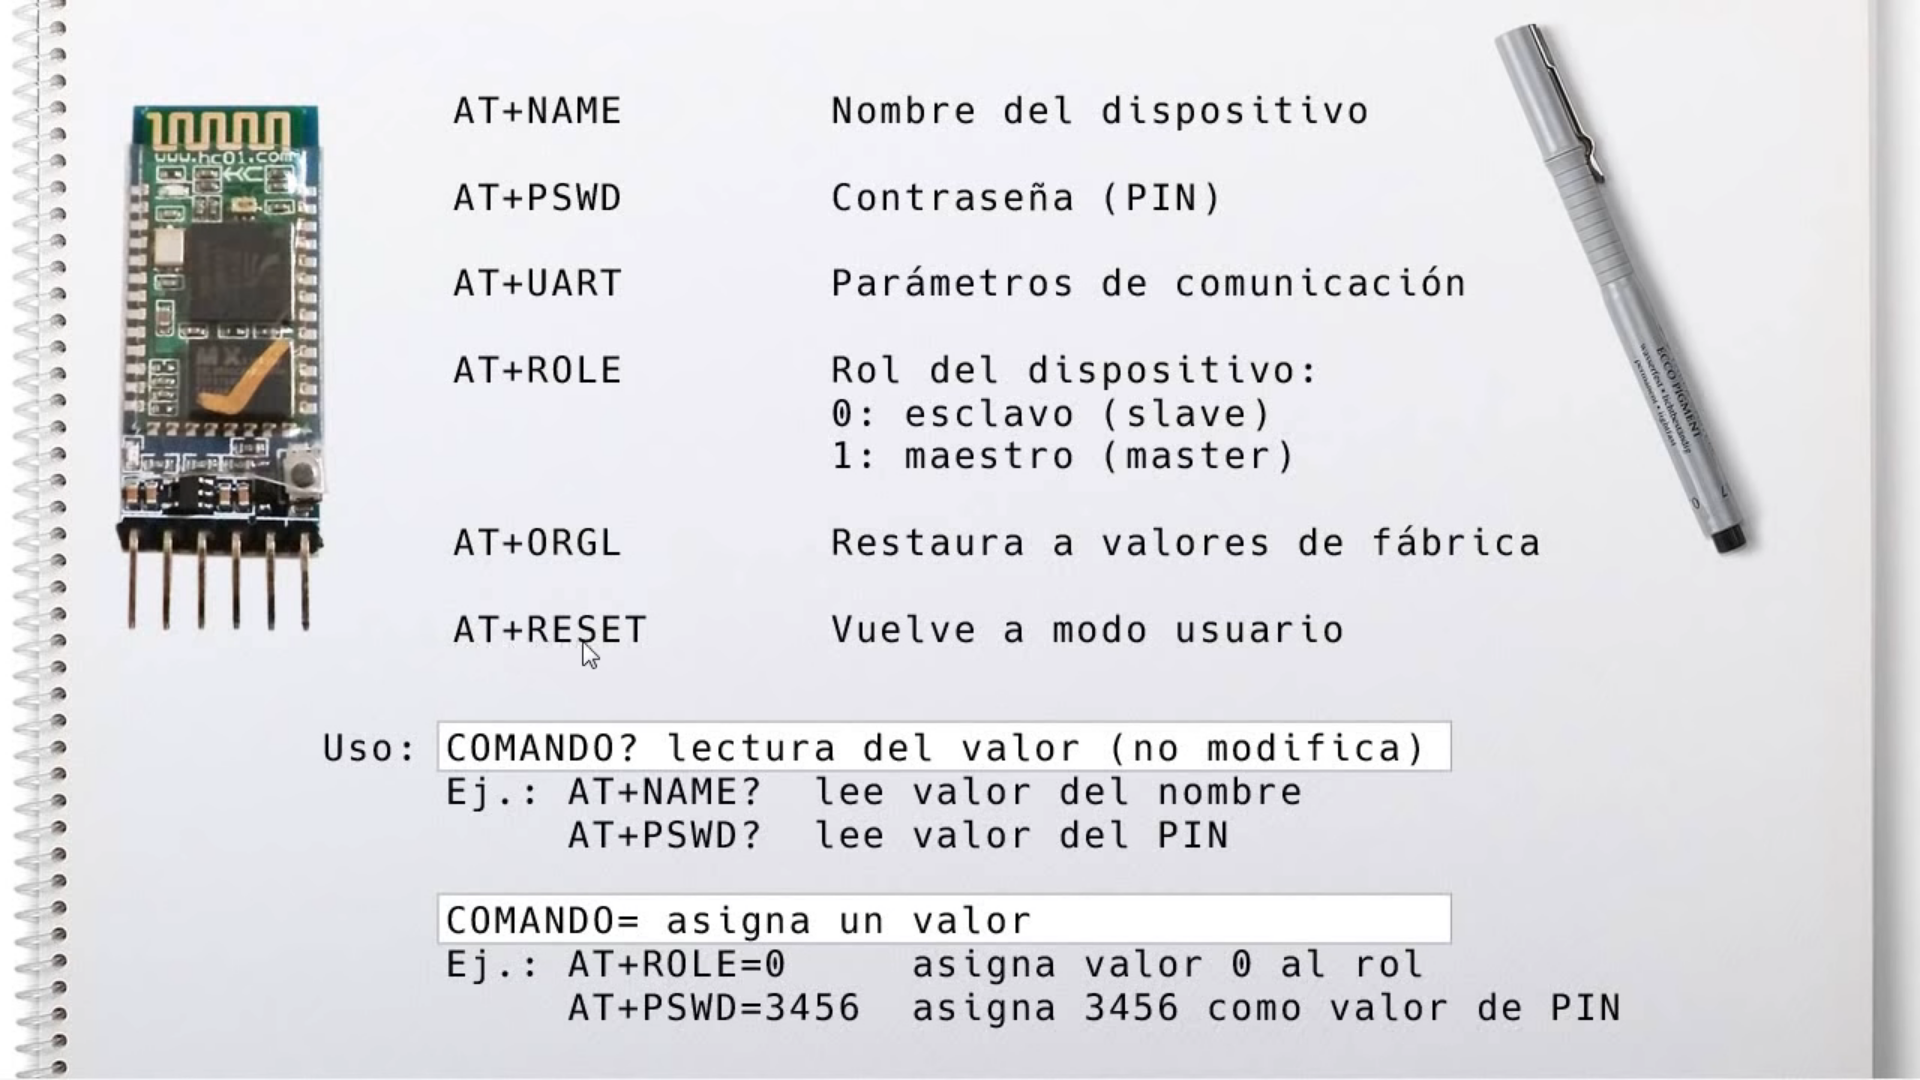 AT+NAME Nombre del dispositivo
AT+PSWD Contraseña (PIN)
AT+UART Parámetros de comunicación
AT+ROLE Rol del dispositivo:
0: esclavo (slave)
1: maestro (master)
AT+ORGL Restaura a valores de fábrica
AT+RESET Vuelve a modo usuario
Uso: COMANDO? lectura del valor (no modifica)
Ej.: AT+NAME? lee valor del nombre
AT+PSWD? lee valor del PIN
COMANDO= asigna un valor
Ej.: AT+ROLE=0 asigna valor 0 al rol
AT+PSWD=3456 asigna 3456 como valor de PIN
www.hc01.com
ECCO PIGMENT
waterfest • lichtbeständig
permanent • lightfast